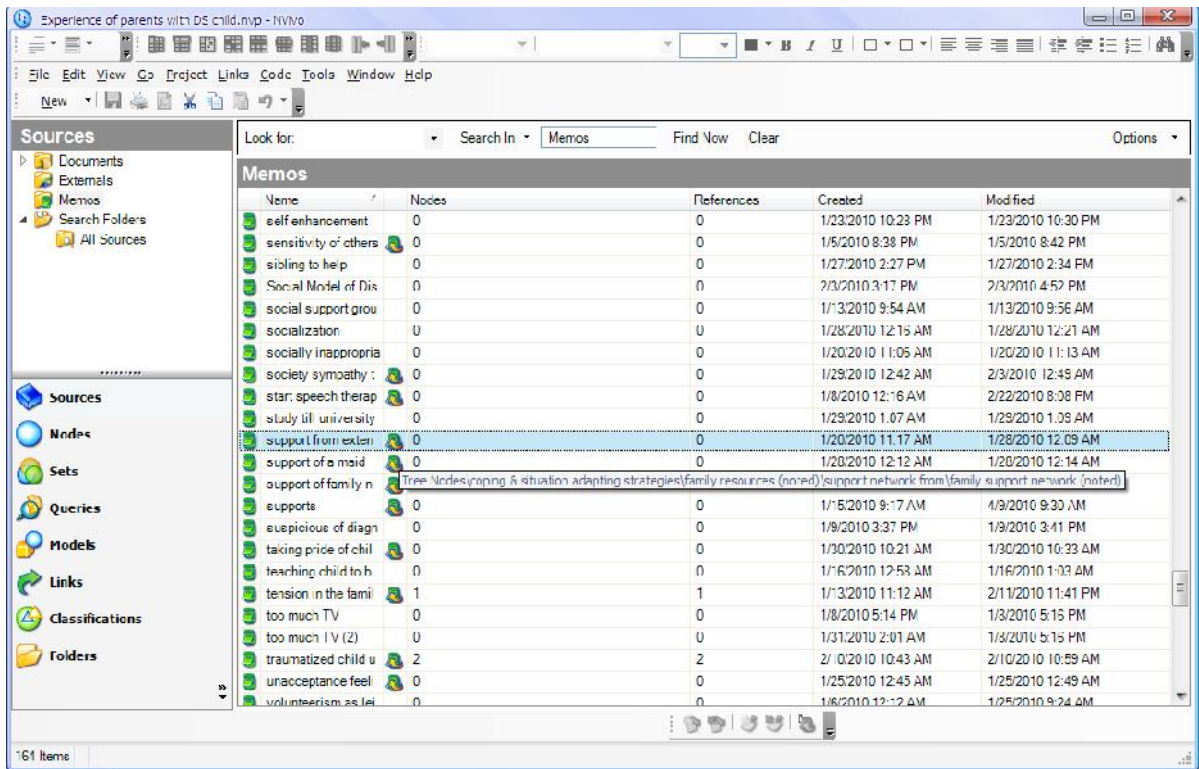 Experience of parents with DS child.nvp - NVivo
File Edit View Go Project Links Code Tools Window Help
New
Sources
Documents
Externals
Memos
Search Folders
All Sources
Sources
Nodes
Sets
Queries
Models
Links
Classifications
Folders
Look for: Search In Memos Find Now Clear Options
Memos
Name Nodes References Created Modified
self enhancement 0 0 1/23/2010 10:23 PM 1/23/2010 10:30 PM
sensitivity of others 0 0 1/5/2010 8:38 PM 1/5/2010 8:42 PM
sibling to help 0 0 1/27/2010 2:27 PM 1/27/2010 2:34 PM
Social Model of Dis 0 0 2/3/2010 3:17 PM 2/3/2010 4:52 PM
social support grou 0 0 1/13/2010 9:54 AM 1/13/2010 9:56 AM
socialization 0 0 1/28/2010 12:16 AM 1/28/2010 12:21 AM
socially inappropria 0 0 1/20/2010 11:05 AM 1/20/2010 11:13 AM
society sympathy t 0 0 1/29/2010 12:42 AM 2/3/2010 12:49 AM
start speech therap 0 0 1/8/2010 12:16 AM 2/22/2010 8:08 PM
study till university 0 0 1/29/2010 1:07 AM 1/29/2010 1:09 AM
support from exten 0 0 1/20/2010 11:17 AM 1/28/2010 12:09 AM
support of a maid 0 0 1/28/2010 12:12 AM 1/28/2010 12:14 AM
support of family n
Tree Nodes\coping & situation adapting strategies\family resources (noted)\support network from\family support network (noted)
supports 0 0 1/15/2010 9:17 AM 4/9/2010 9:30 AM
suspicious of diagn 0 0 1/9/2010 3:37 PM 1/9/2010 3:41 PM
taking pride of chil 0 0 1/30/2010 10:21 AM 1/30/2010 10:33 AM
teaching child to b 0 0 1/16/2010 12:53 AM 1/16/2010 1:03 AM
tension in the famil 1 1 1/13/2010 11:12 AM 2/11/2010 11:41 PM
too much TV 0 0 1/8/2010 5:14 PM 1/8/2010 5:16 PM
too much TV (2) 0 0 1/31/2010 2:01 AM 1/8/2010 5:16 PM
traumatized child u 2 2 2/10/2010 10:43 AM 2/10/2010 10:59 AM
unacceptance feeli 0 0 1/25/2010 12:45 AM 1/25/2010 12:49 AM
volunteerism as lei 0 0 1/6/2010 12:12 AM 1/25/2010 9:24 AM
161 Items